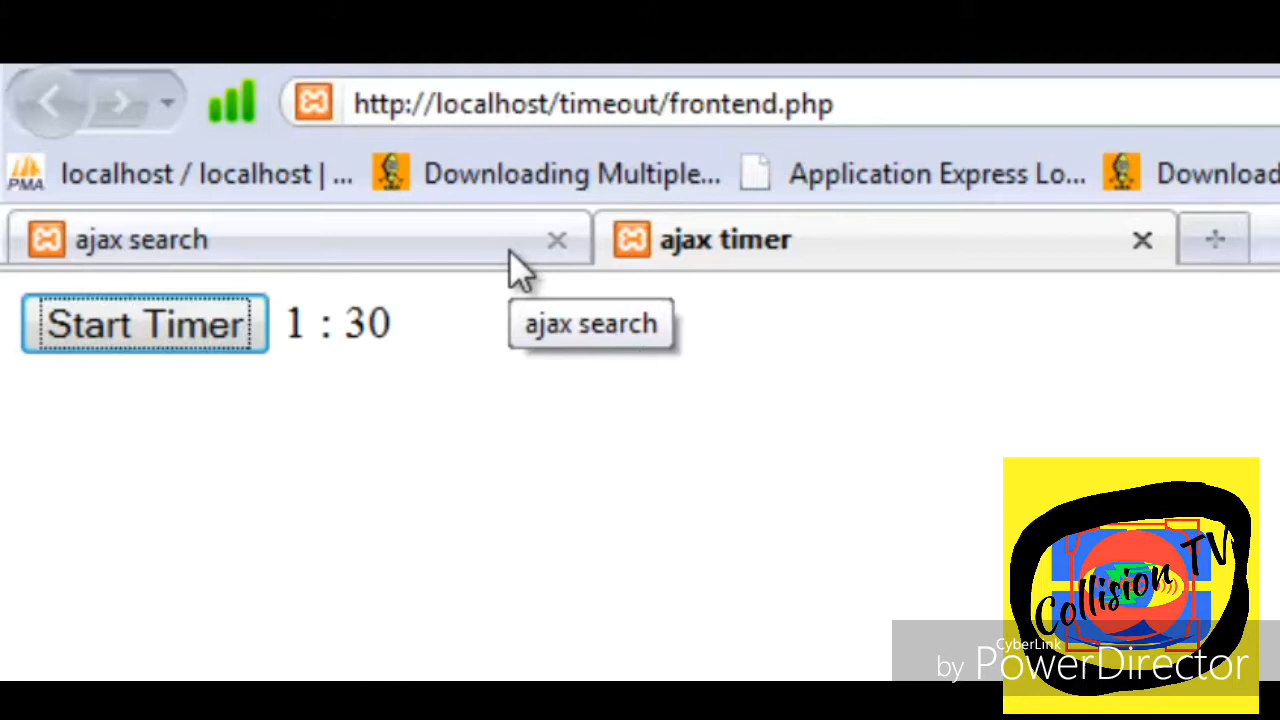 http://localhost/timeout/frontend.php
PMA localhost / localhost | ... Downloading Multiple... Application Express Lo... Download
ajax search ajax timer
Start Timer 1 : 30
ajax search
Collision TV
CyberLink
by PowerDirector